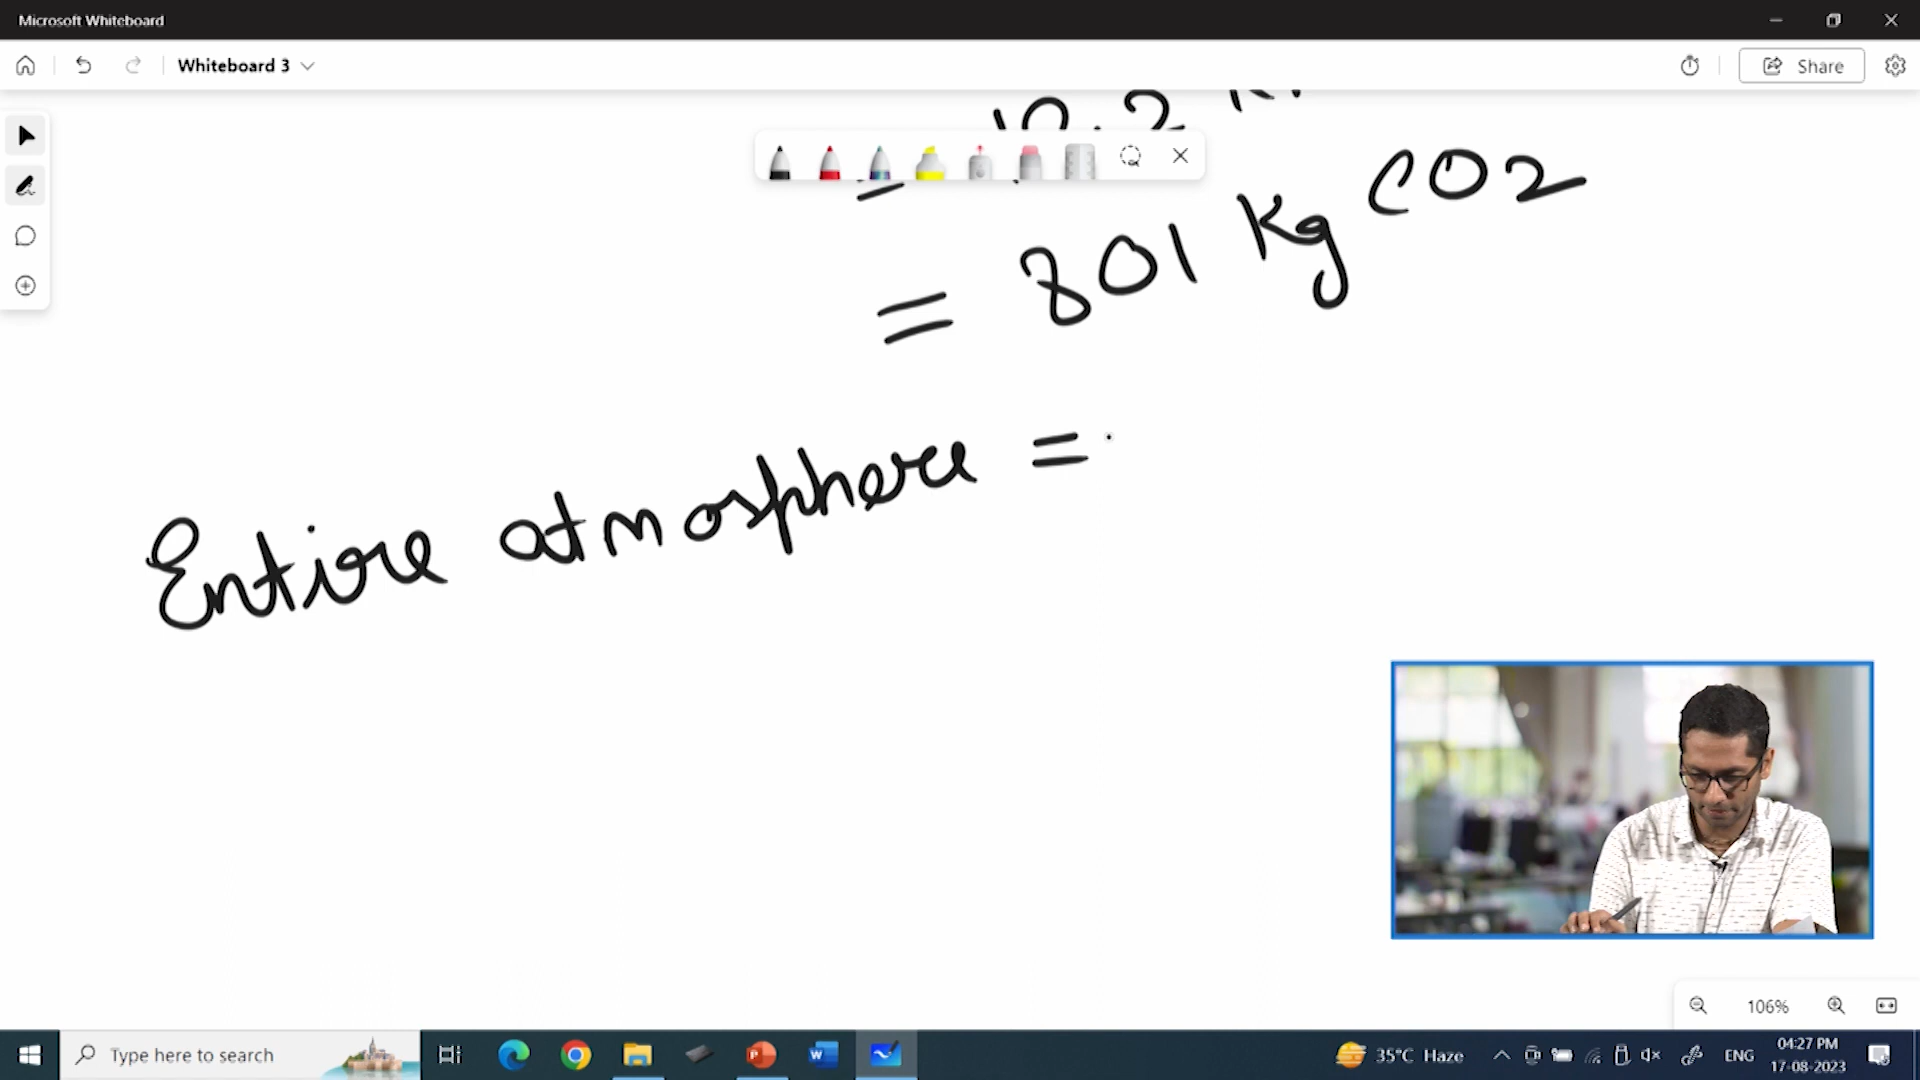 Microsoft Whiteboard
Whiteboard 3
Share
= 801 Kg CO2
Entire atmosphere =
106%
Type here to search
35°C Haze
ENG
04:27 PM
17-08-2023